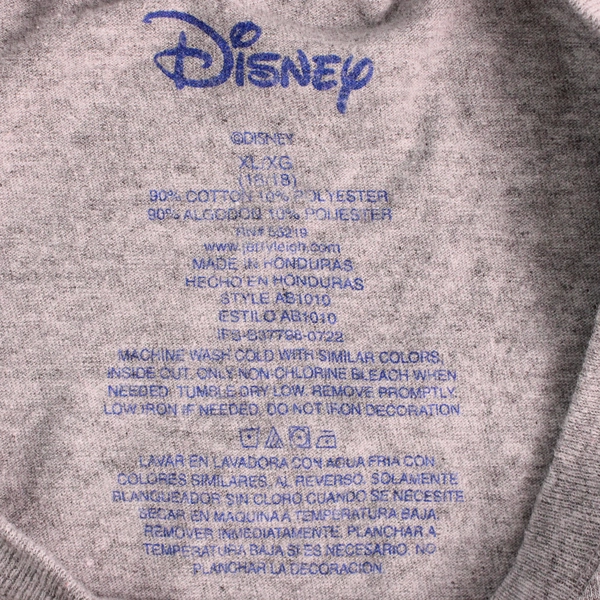 Disney
©DISNEY
XL/XG
(16/18)
90% COTTON 10% POLYESTER
90% ALGODON 10% POLIESTER
RN# 55219
www.jerryleigh.com
MADE IN HONDURAS
HECHO EN HONDURAS
STYLE AB1010
ESTILO AB1010
MACHINE WASH COLD WITH SIMILAR COLORS,
INSIDE OUT. ONLY NON-CHLORINE BLEACH WHEN
NEEDED. TUMBLE DRY LOW. REMOVE PROMPTLY.
LOW IRON IF NEEDED. DO NOT IRON DECORATION.
LAVAR EN LAVADORA CON AGUA FRIA CON
COLORES SIMILARES, AL REVERSO. SOLAMENTE
BLANQUEADOR SIN CLORO CUANDO SE NECESITE
SECAR EN MAQUINA A TEMPERATURA BAJA.
REMOVER INMEDIATAMENTE. PLANCHAR A
TEMPERATURA BAJA SI ES NECESARIO. NO
PLANCHAR LA DECORACION.